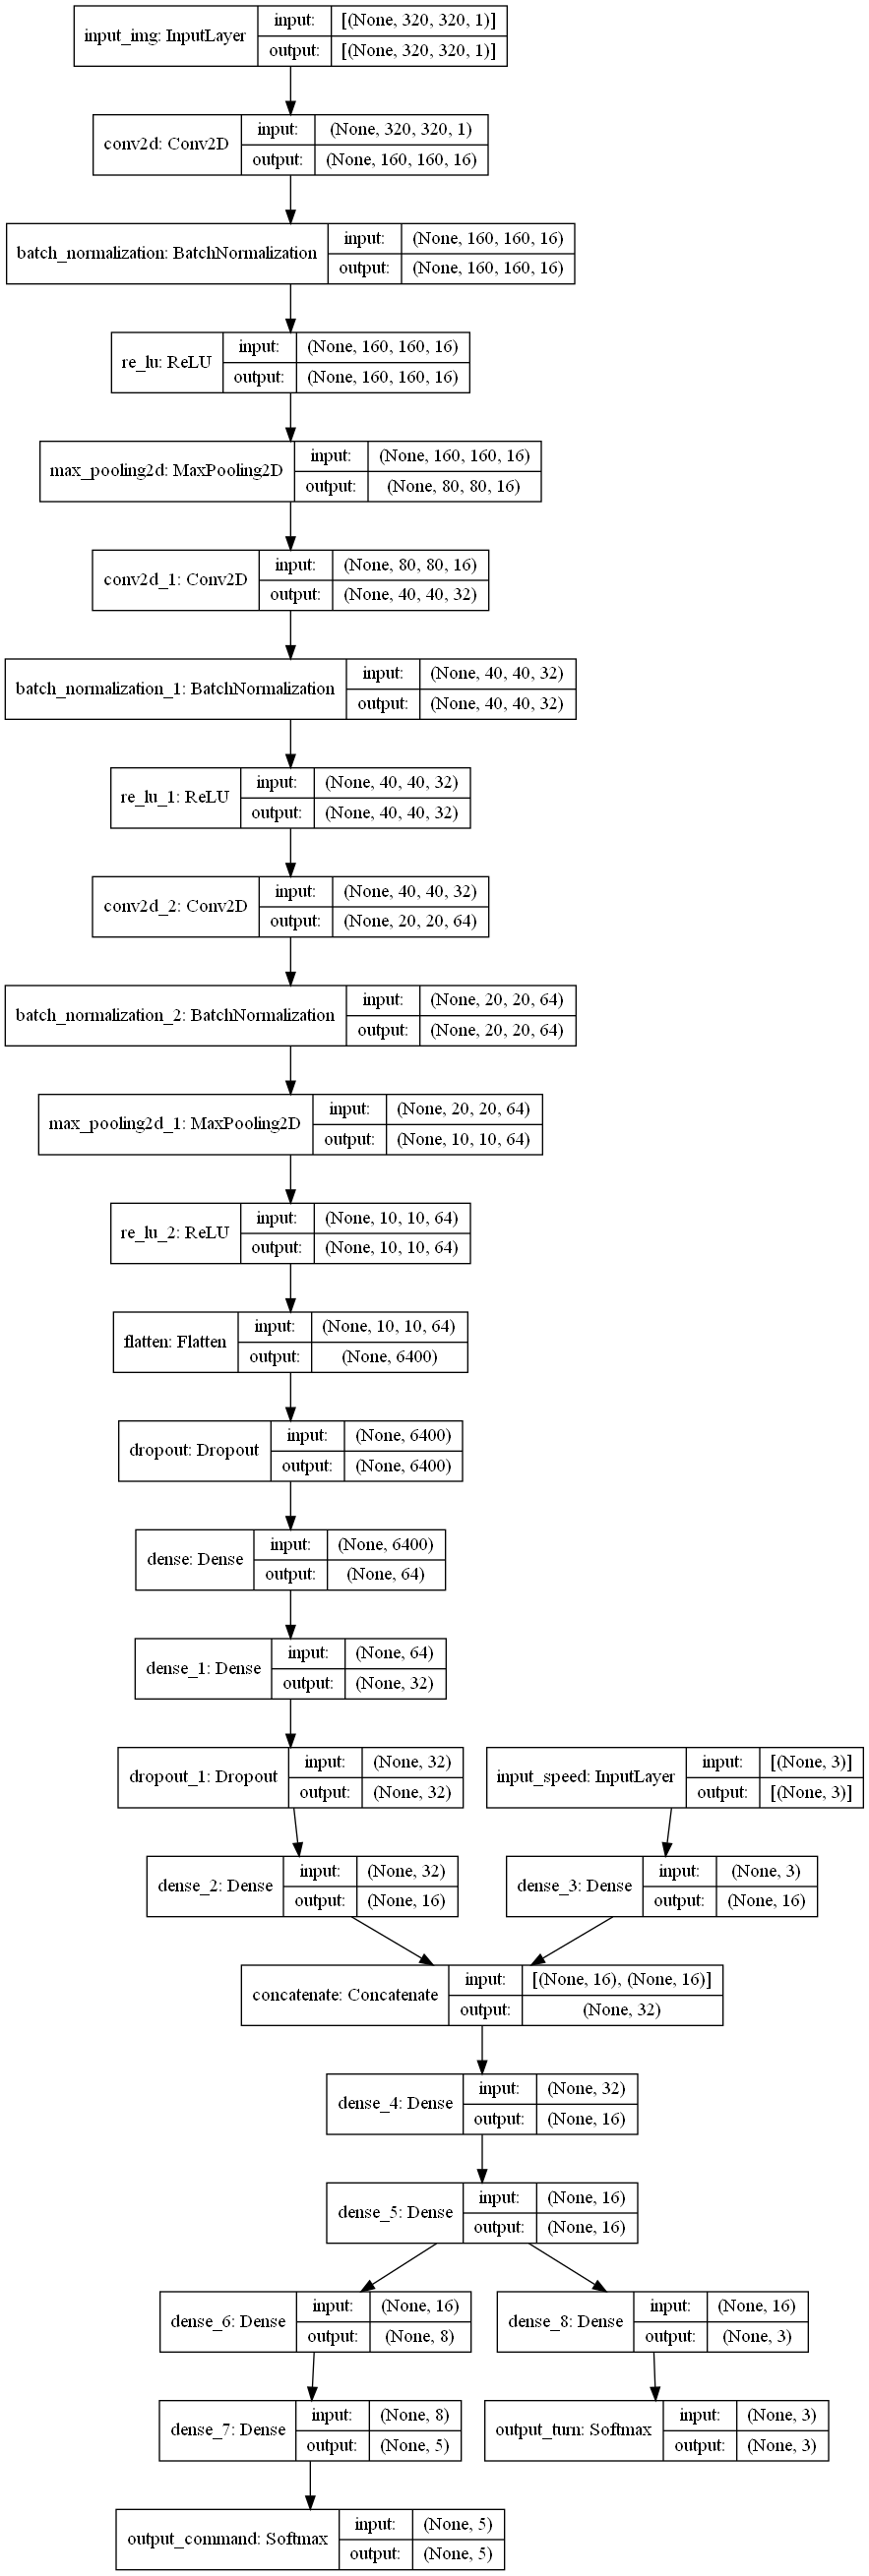 input_img: InputLayer input: [(None, 320, 320, 1)]
output: [(None, 320, 320, 1)]
conv2d: Conv2D input: (None, 320, 320, 1)
output: (None, 160, 160, 16)
batch_normalization: BatchNormalization input: (None, 160, 160, 16)
output: (None, 160, 160, 16)
re_lu: ReLU input: (None, 160, 160, 16)
output: (None, 160, 160, 16)
max_pooling2d: MaxPooling2D input: (None, 160, 160, 16)
output: (None, 80, 80, 16)
conv2d_1: Conv2D input: (None, 80, 80, 16)
output: (None, 40, 40, 32)
batch_normalization_1: BatchNormalization input: (None, 40, 40, 32)
output: (None, 40, 40, 32)
re_lu_1: ReLU input: (None, 40, 40, 32)
output: (None, 40, 40, 32)
conv2d_2: Conv2D input: (None, 40, 40, 32)
output: (None, 20, 20, 64)
batch_normalization_2: BatchNormalization input: (None, 20, 20, 64)
output: (None, 20, 20, 64)
max_pooling2d_1: MaxPooling2D input: (None, 20, 20, 64)
output: (None, 10, 10, 64)
re_lu_2: ReLU input: (None, 10, 10, 64)
output: (None, 10, 10, 64)
flatten: Flatten input: (None, 10, 10, 64)
output: (None, 6400)
dropout: Dropout input: (None, 6400)
output: (None, 6400)
dense: Dense input: (None, 6400)
output: (None, 64)
dense_1: Dense input: (None, 64)
output: (None, 32)
dropout_1: Dropout input: (None, 32)
output: (None, 32)
input_speed: InputLayer input: [(None, 3)]
output: [(None, 3)]
dense_2: Dense input: (None, 32)
output: (None, 16)
dense_3: Dense input: (None, 3)
output: (None, 16)
concatenate: Concatenate input: [(None, 16), (None, 16)]
output: (None, 32)
dense_4: Dense input: (None, 32)
output: (None, 16)
dense_5: Dense input: (None, 16)
output: (None, 16)
dense_6: Dense input: (None, 16)
output: (None, 8)
dense_8: Dense input: (None, 16)
output: (None, 3)
dense_7: Dense input: (None, 8)
output: (None, 5)
output_turn: Softmax input: (None, 3)
output: (None, 3)
output_command: Softmax input: (None, 5)
output: (None, 5)